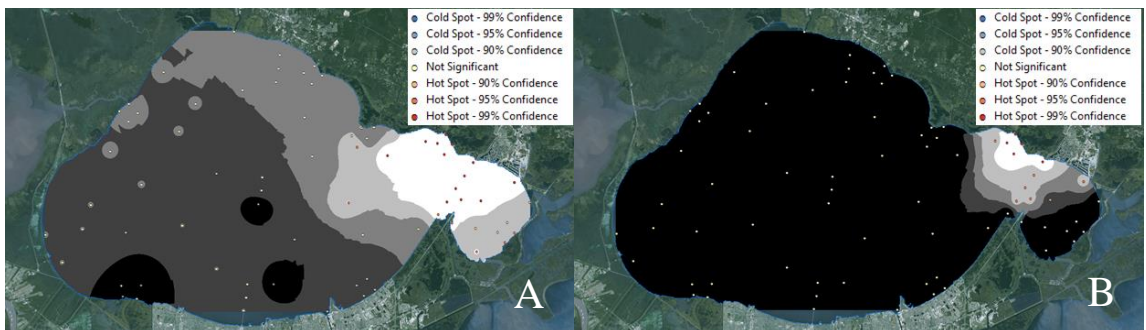 Cold Spot - 99% Confidence
Cold Spot - 95% Confidence
Cold Spot - 90% Confidence
Not Significant
Hot Spot - 90% Confidence
Hot Spot - 95% Confidence
Hot Spot - 99% Confidence
A
Cold Spot - 99% Confidence
Cold Spot - 95% Confidence
Cold Spot - 90% Confidence
Not Significant
Hot Spot - 90% Confidence
Hot Spot - 95% Confidence
Hot Spot - 99% Confidence
B